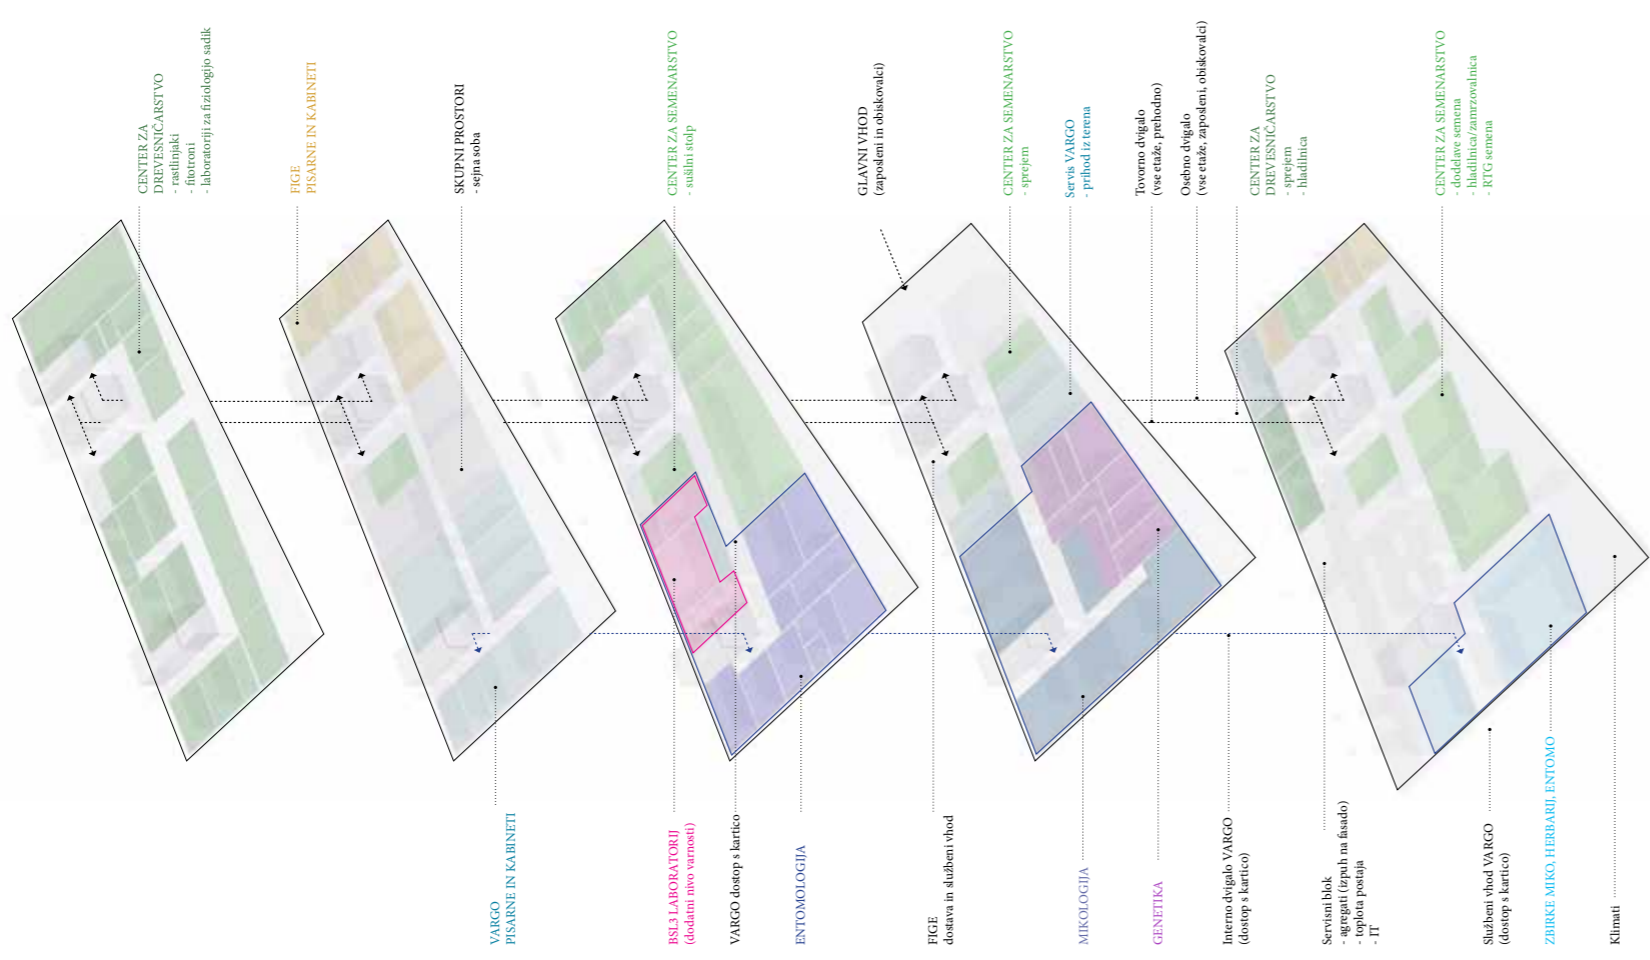 CENTER ZA
DREVESNIČARSTVO
- rastlinjaki
- fitotroni
- laboratoriji za fiziologijo sadik
FIGE
PISARNE IN KABINETI
SKUPNI PROSTORI
- sejna soba
CENTER ZA SEMENARSTVO
- sušilni stolp
GLAVNI VHOD
(zaposleni in obiskovalci)
CENTER ZA SEMENARSTVO
- sprejem
Servis VARGO
- prihod iz terena
Tovorno dvigalo
(vse etaže, prehodno)
Osebno dvigalo
(vse etaže, zaposleni, obiskovalci)
CENTER ZA
DREVESNIČARSTVO
- sprejem
- hladilnica
CENTER ZA SEMENARSTVO
- dodelave semena
- hladilnica/zamrzovalnica
- RTG semena
VARGO
PISARNE IN KABINETI
BSL3 LABORATORIJ
(dodatni nivo varnosti)
VARGO dostop s kartico
ENTOMOLOGIJA
FIGE
dostava in službeni vhod
MIKOLOGIJA
GENETIKA
Interno dvigalo VARGO
(dostop s kartico)
Servisni blok
- agregati (izpuh na fasado)
- toplota postaja
- IT
Službeni vhod VARGO
(dostop s kartico)
ZBIRKE MIKO, HERBARIJ, ENTOMO
Klimati